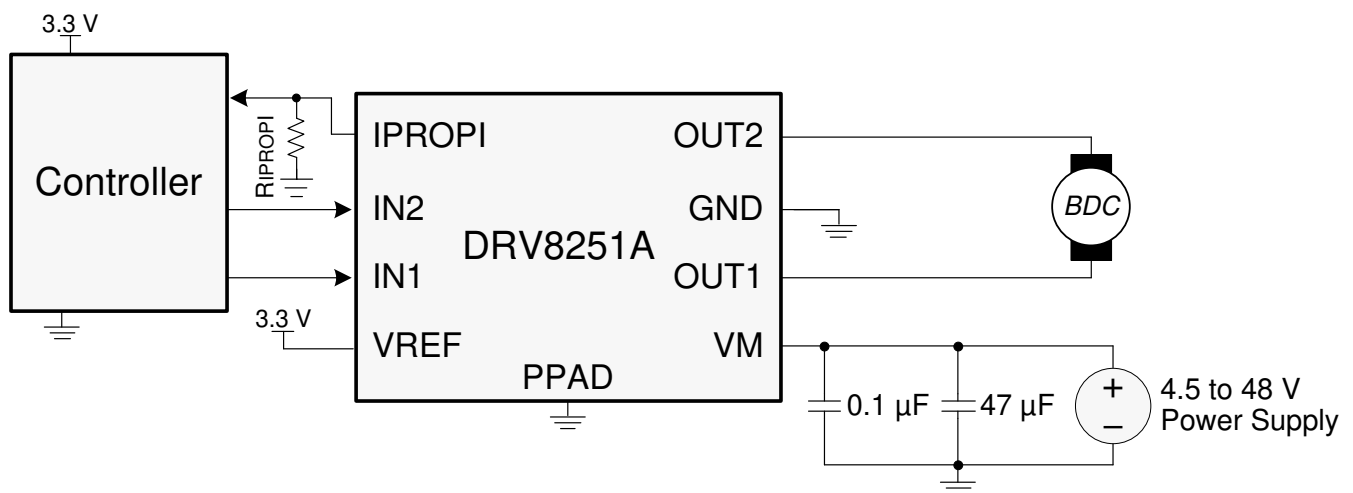 3.3 V
Controller
RIPROPI
IPROPI
IN2
IN1
VREF
3.3 V
DRV8251A
PPAD
OUT2
GND
OUT1
VM
BDC
0.1 µF
47 µF
+
–
4.5 to 48 V
Power Supply